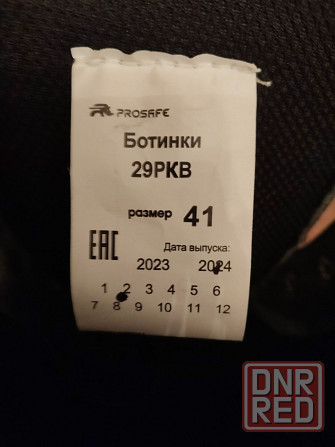 PROSAFE
Ботинки
29РКВ
размер 41
EAC
Дата выпуска:
2023 2024
1 2 3 4 5 6
7 8 9 10 11 12
DNR
RED